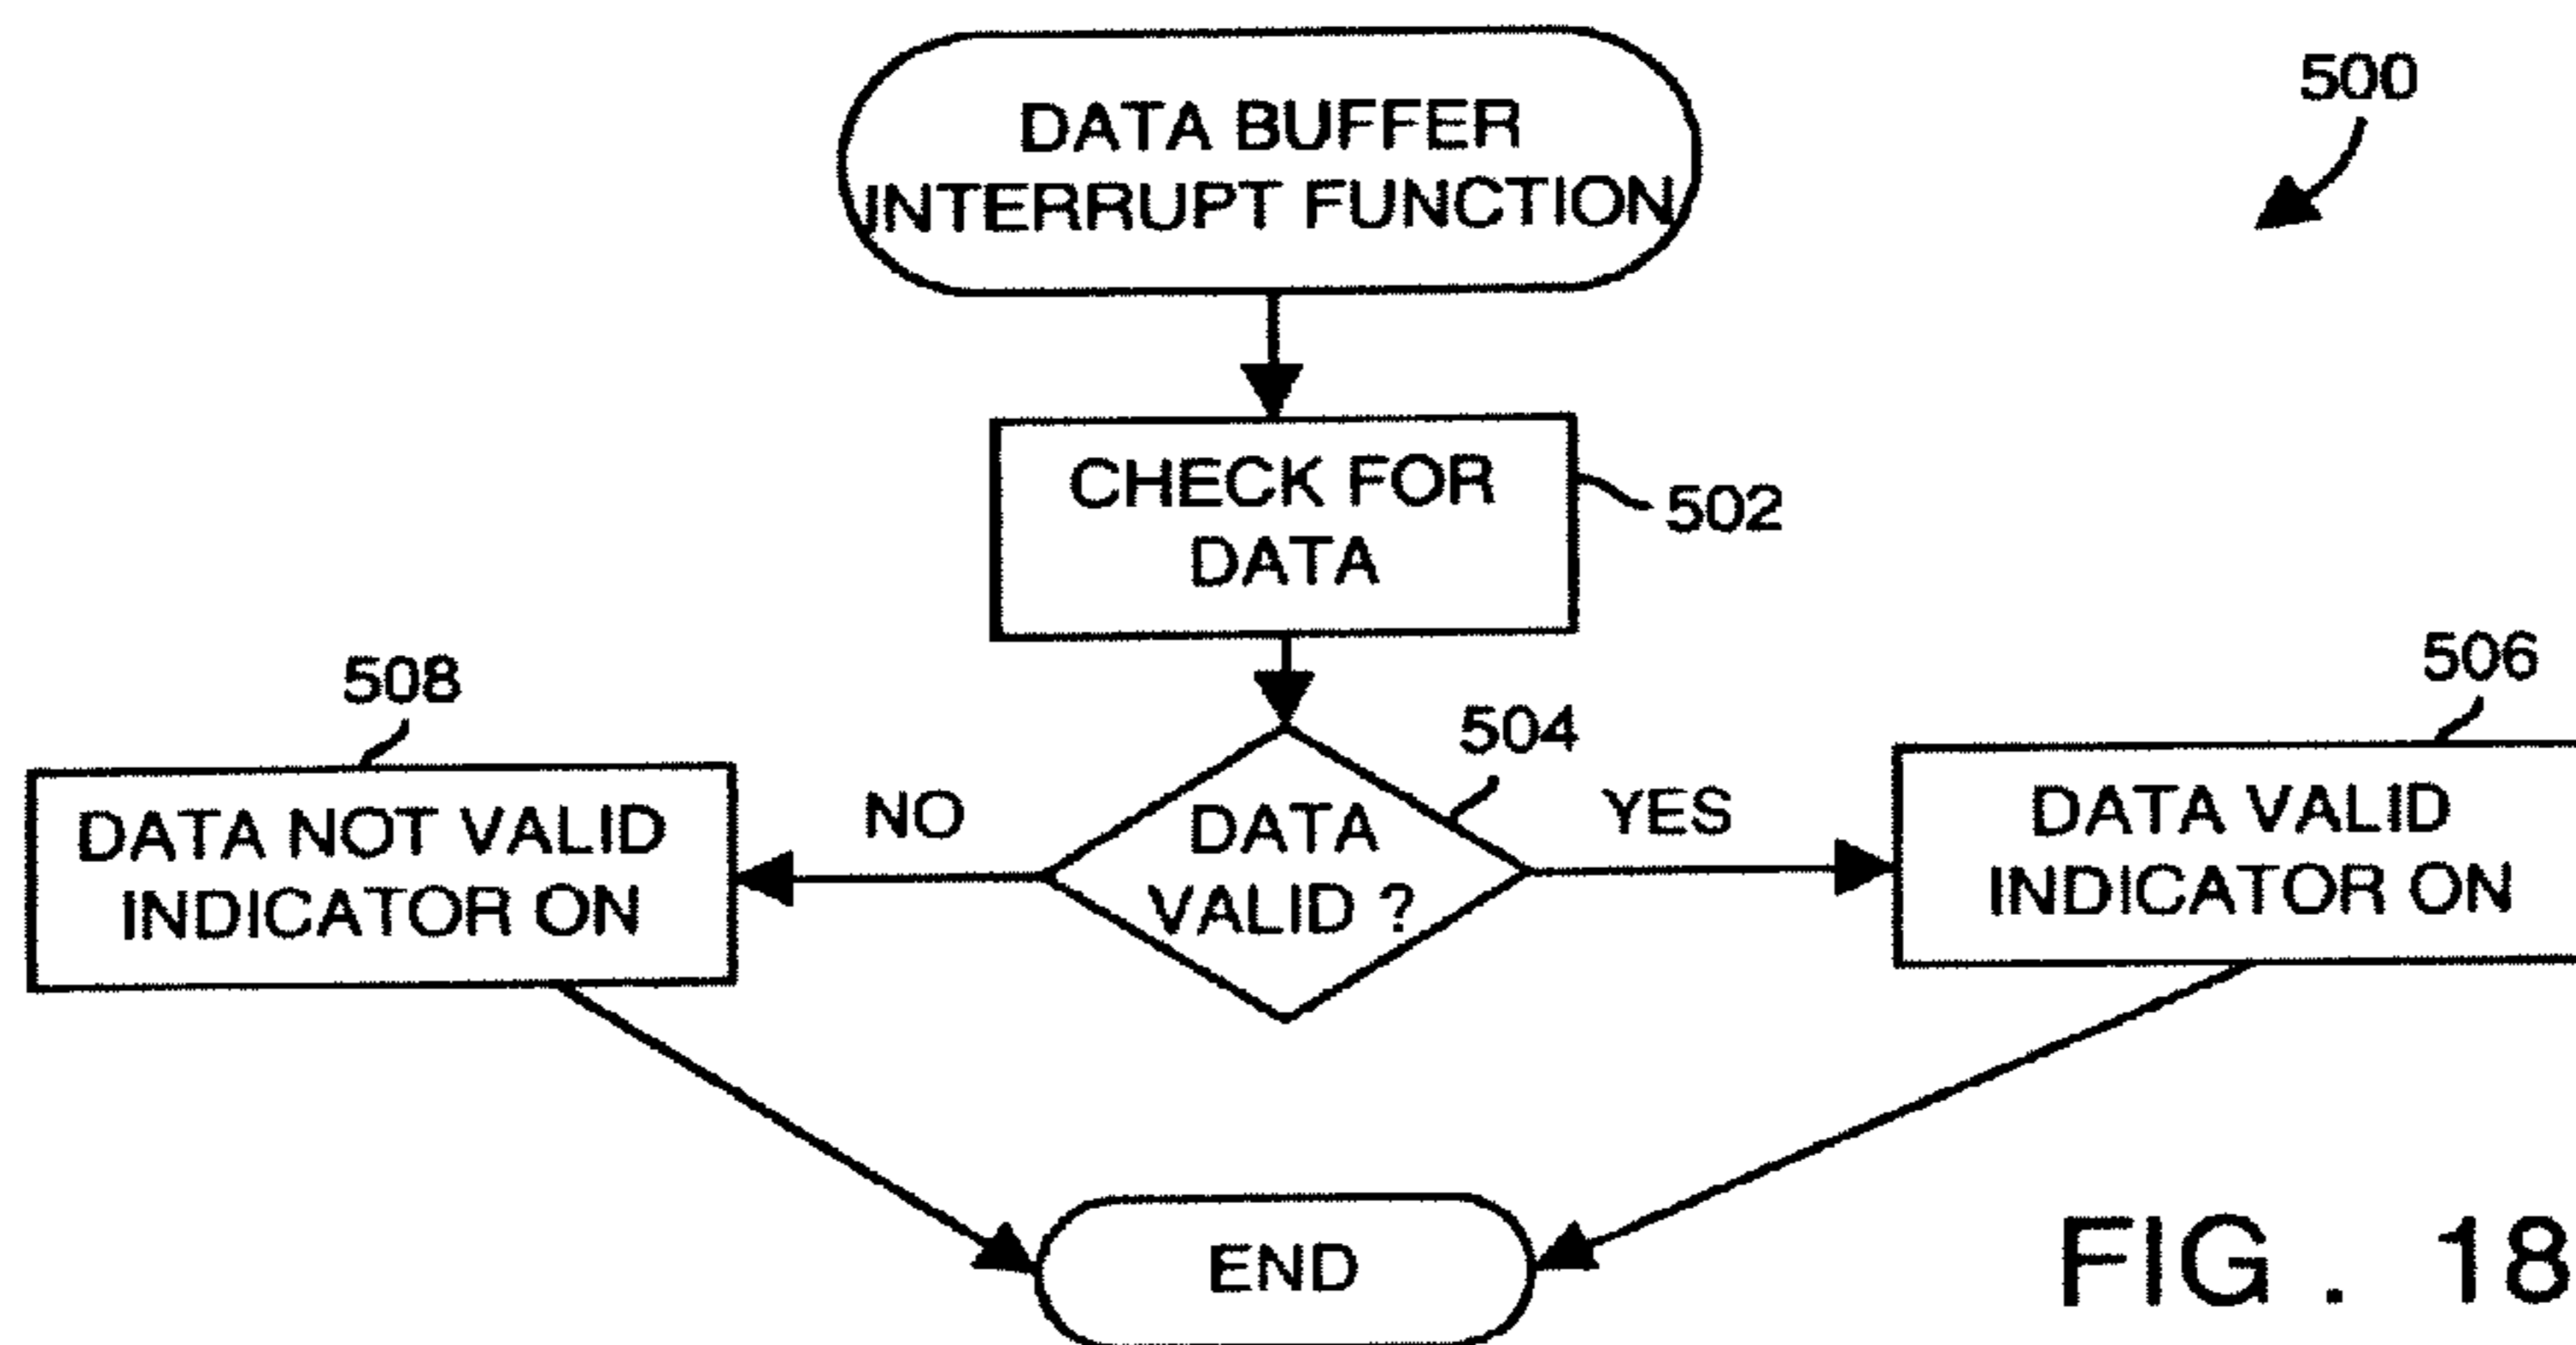 500
DATA BUFFER
INTERRUPT FUNCTION
CHECK FOR
DATA
502
508
504
506
DATA NOT VALID
INDICATOR ON
NO
DATA
VALID ?
YES
DATA VALID
INDICATOR ON
END
FIG . 18